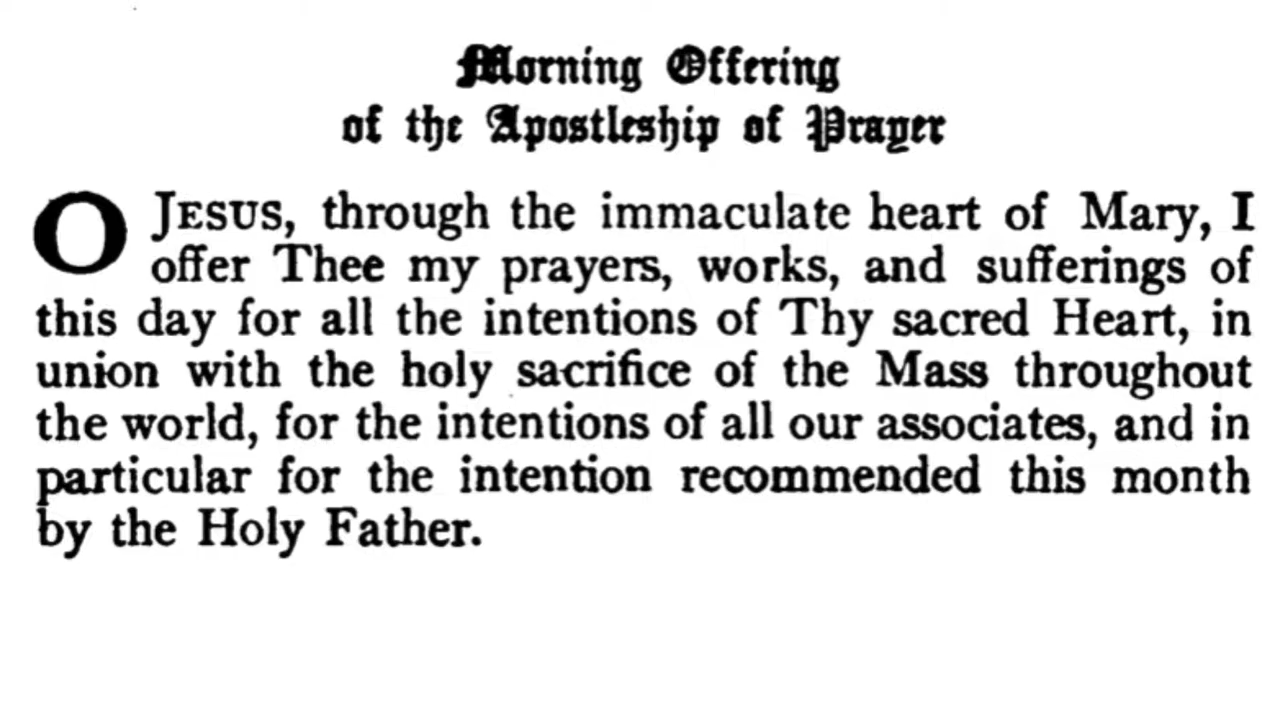 Morning Offering
of the Apostleship of Prayer
O JESUS, through the immaculate heart of Mary, I
offer Thee my prayers, works, and sufferings of
this day for all the intentions of Thy sacred Heart, in
union with the holy sacrifice of the Mass throughout
the world, for the intentions of all our associates, and in
particular for the intention recommended this month
by the Holy Father.